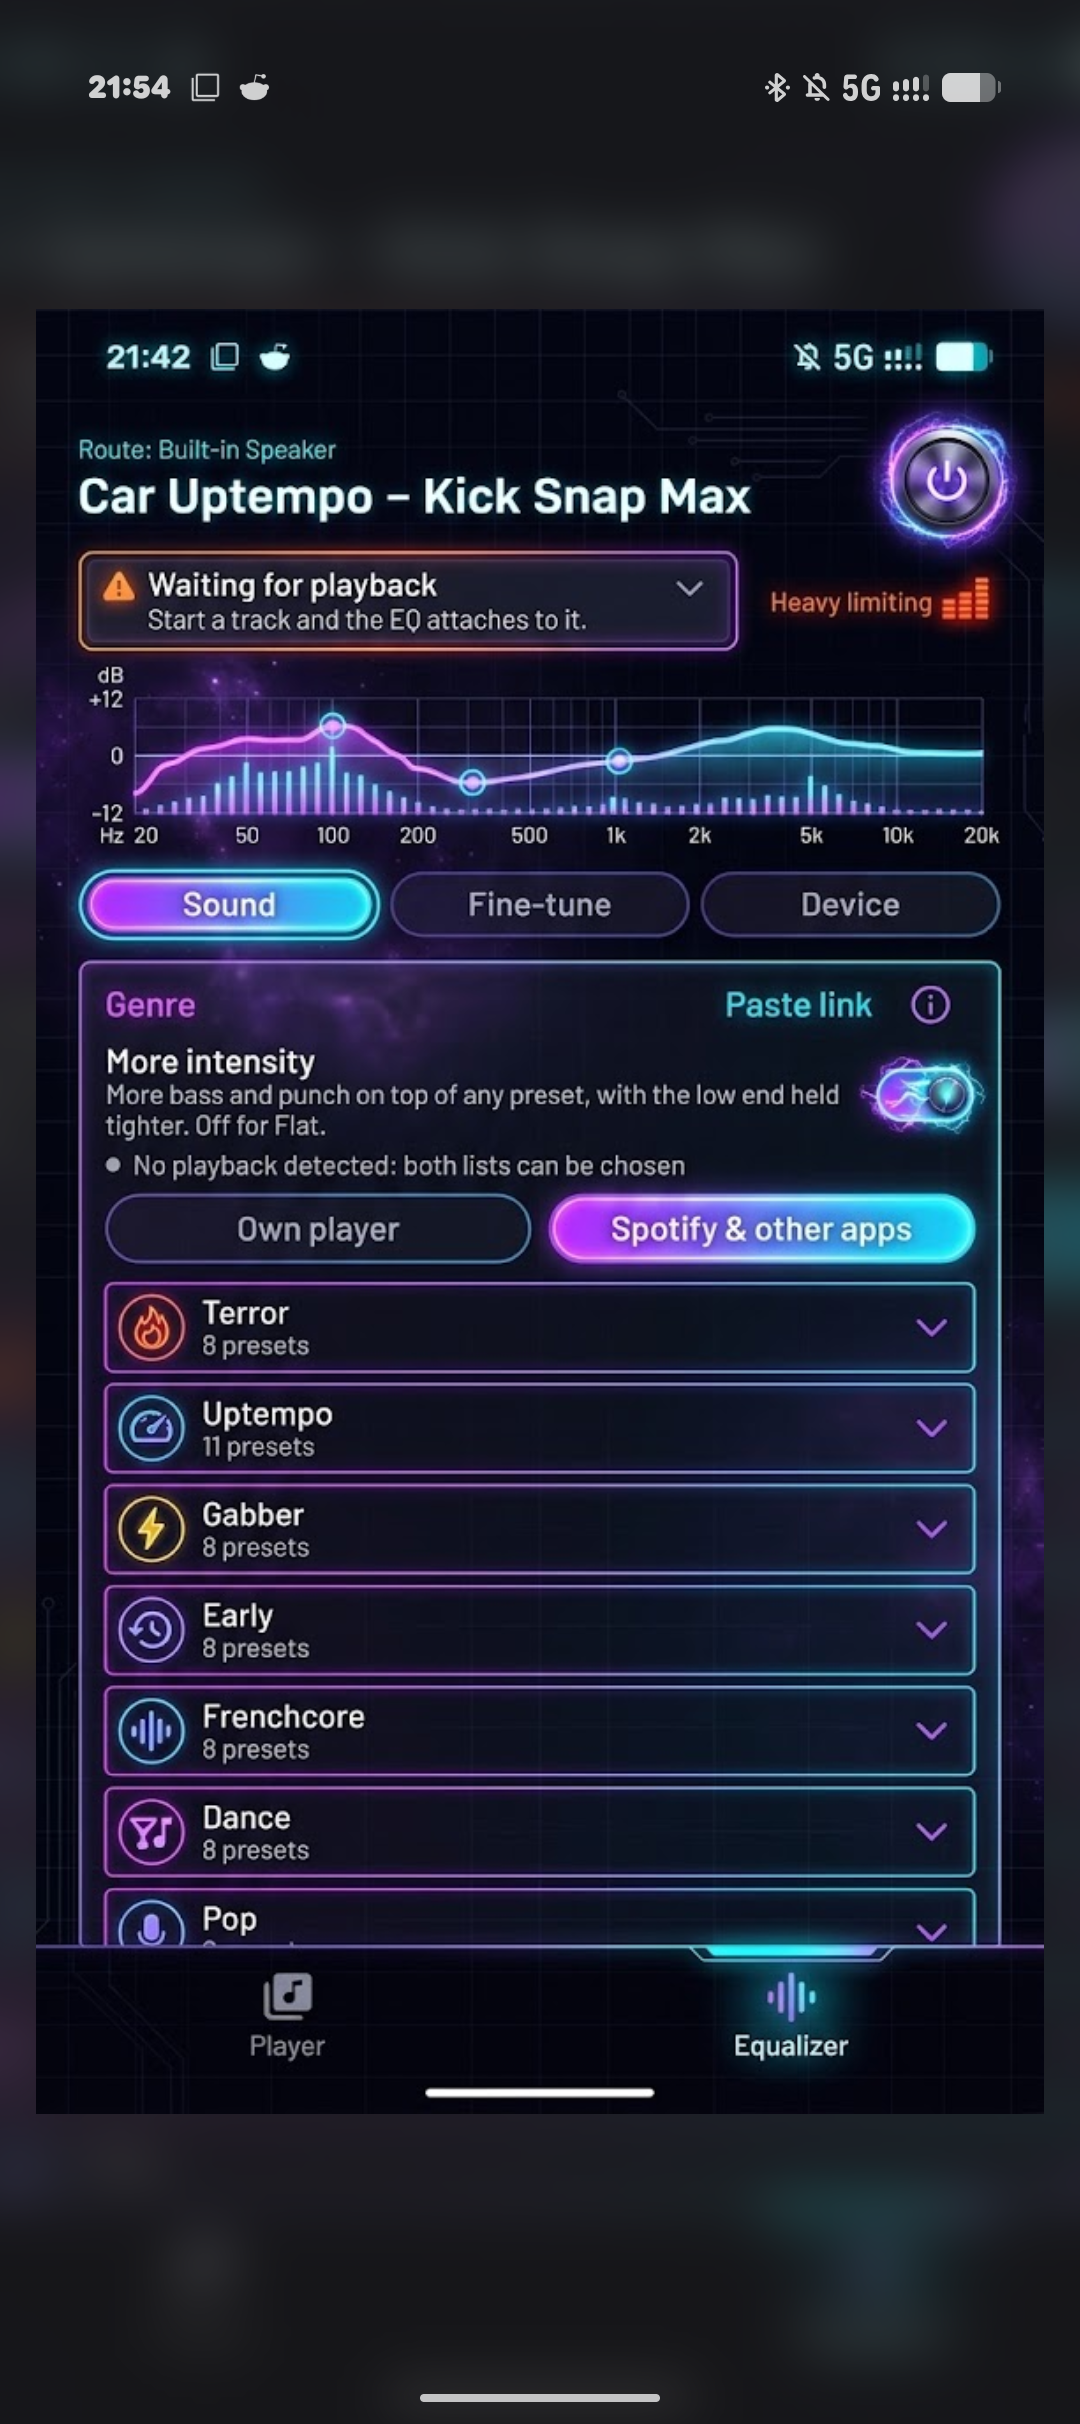 21:54
5G
21:42
5G
Route: Built-in Speaker
Car Uptempo – Kick Snap Max
Waiting for playback
Start a track and the EQ attaches to it.
Heavy limiting
dB
+12
0
-12
Hz 20 50 100 200 500 1k 2k 5k 10k 20k
Sound
Fine-tune
Device
Genre
Paste link
More intensity
More bass and punch on top of any preset, with the low end held
tighter. Off for Flat.
No playback detected: both lists can be chosen
Own player
Spotify & other apps
Terror
8 presets
Uptempo
11 presets
Gabber
8 presets
Early
8 presets
Frenchcore
8 presets
Dance
8 presets
Pop
Player
Equalizer